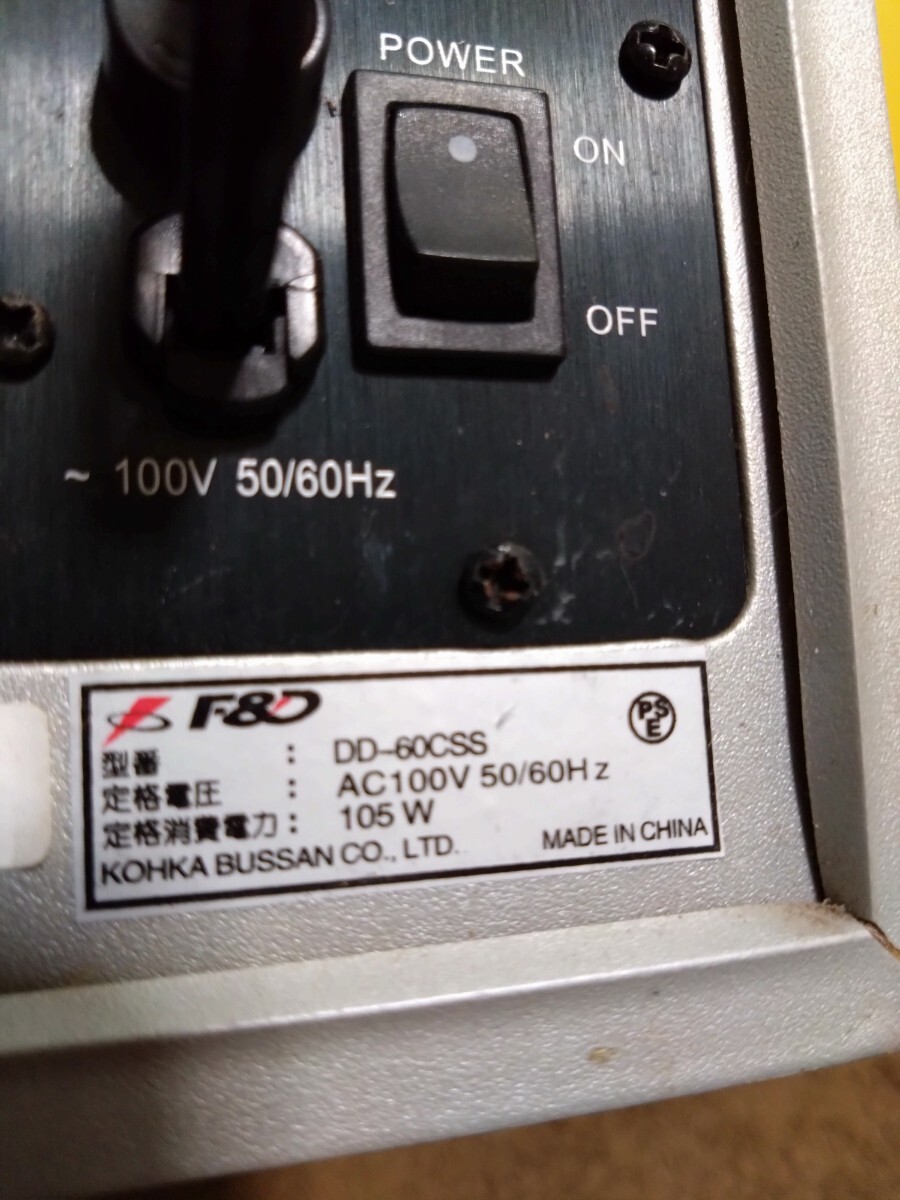 POWER
ON
OFF
~ 100V 50/60Hz
F&D
PSE
型番 : DD-60CSS
定格電圧 : AC100V 50/60Hz
定格消費電力 : 105W
KOHKA BUSSAN CO., LTD. MADE IN CHINA